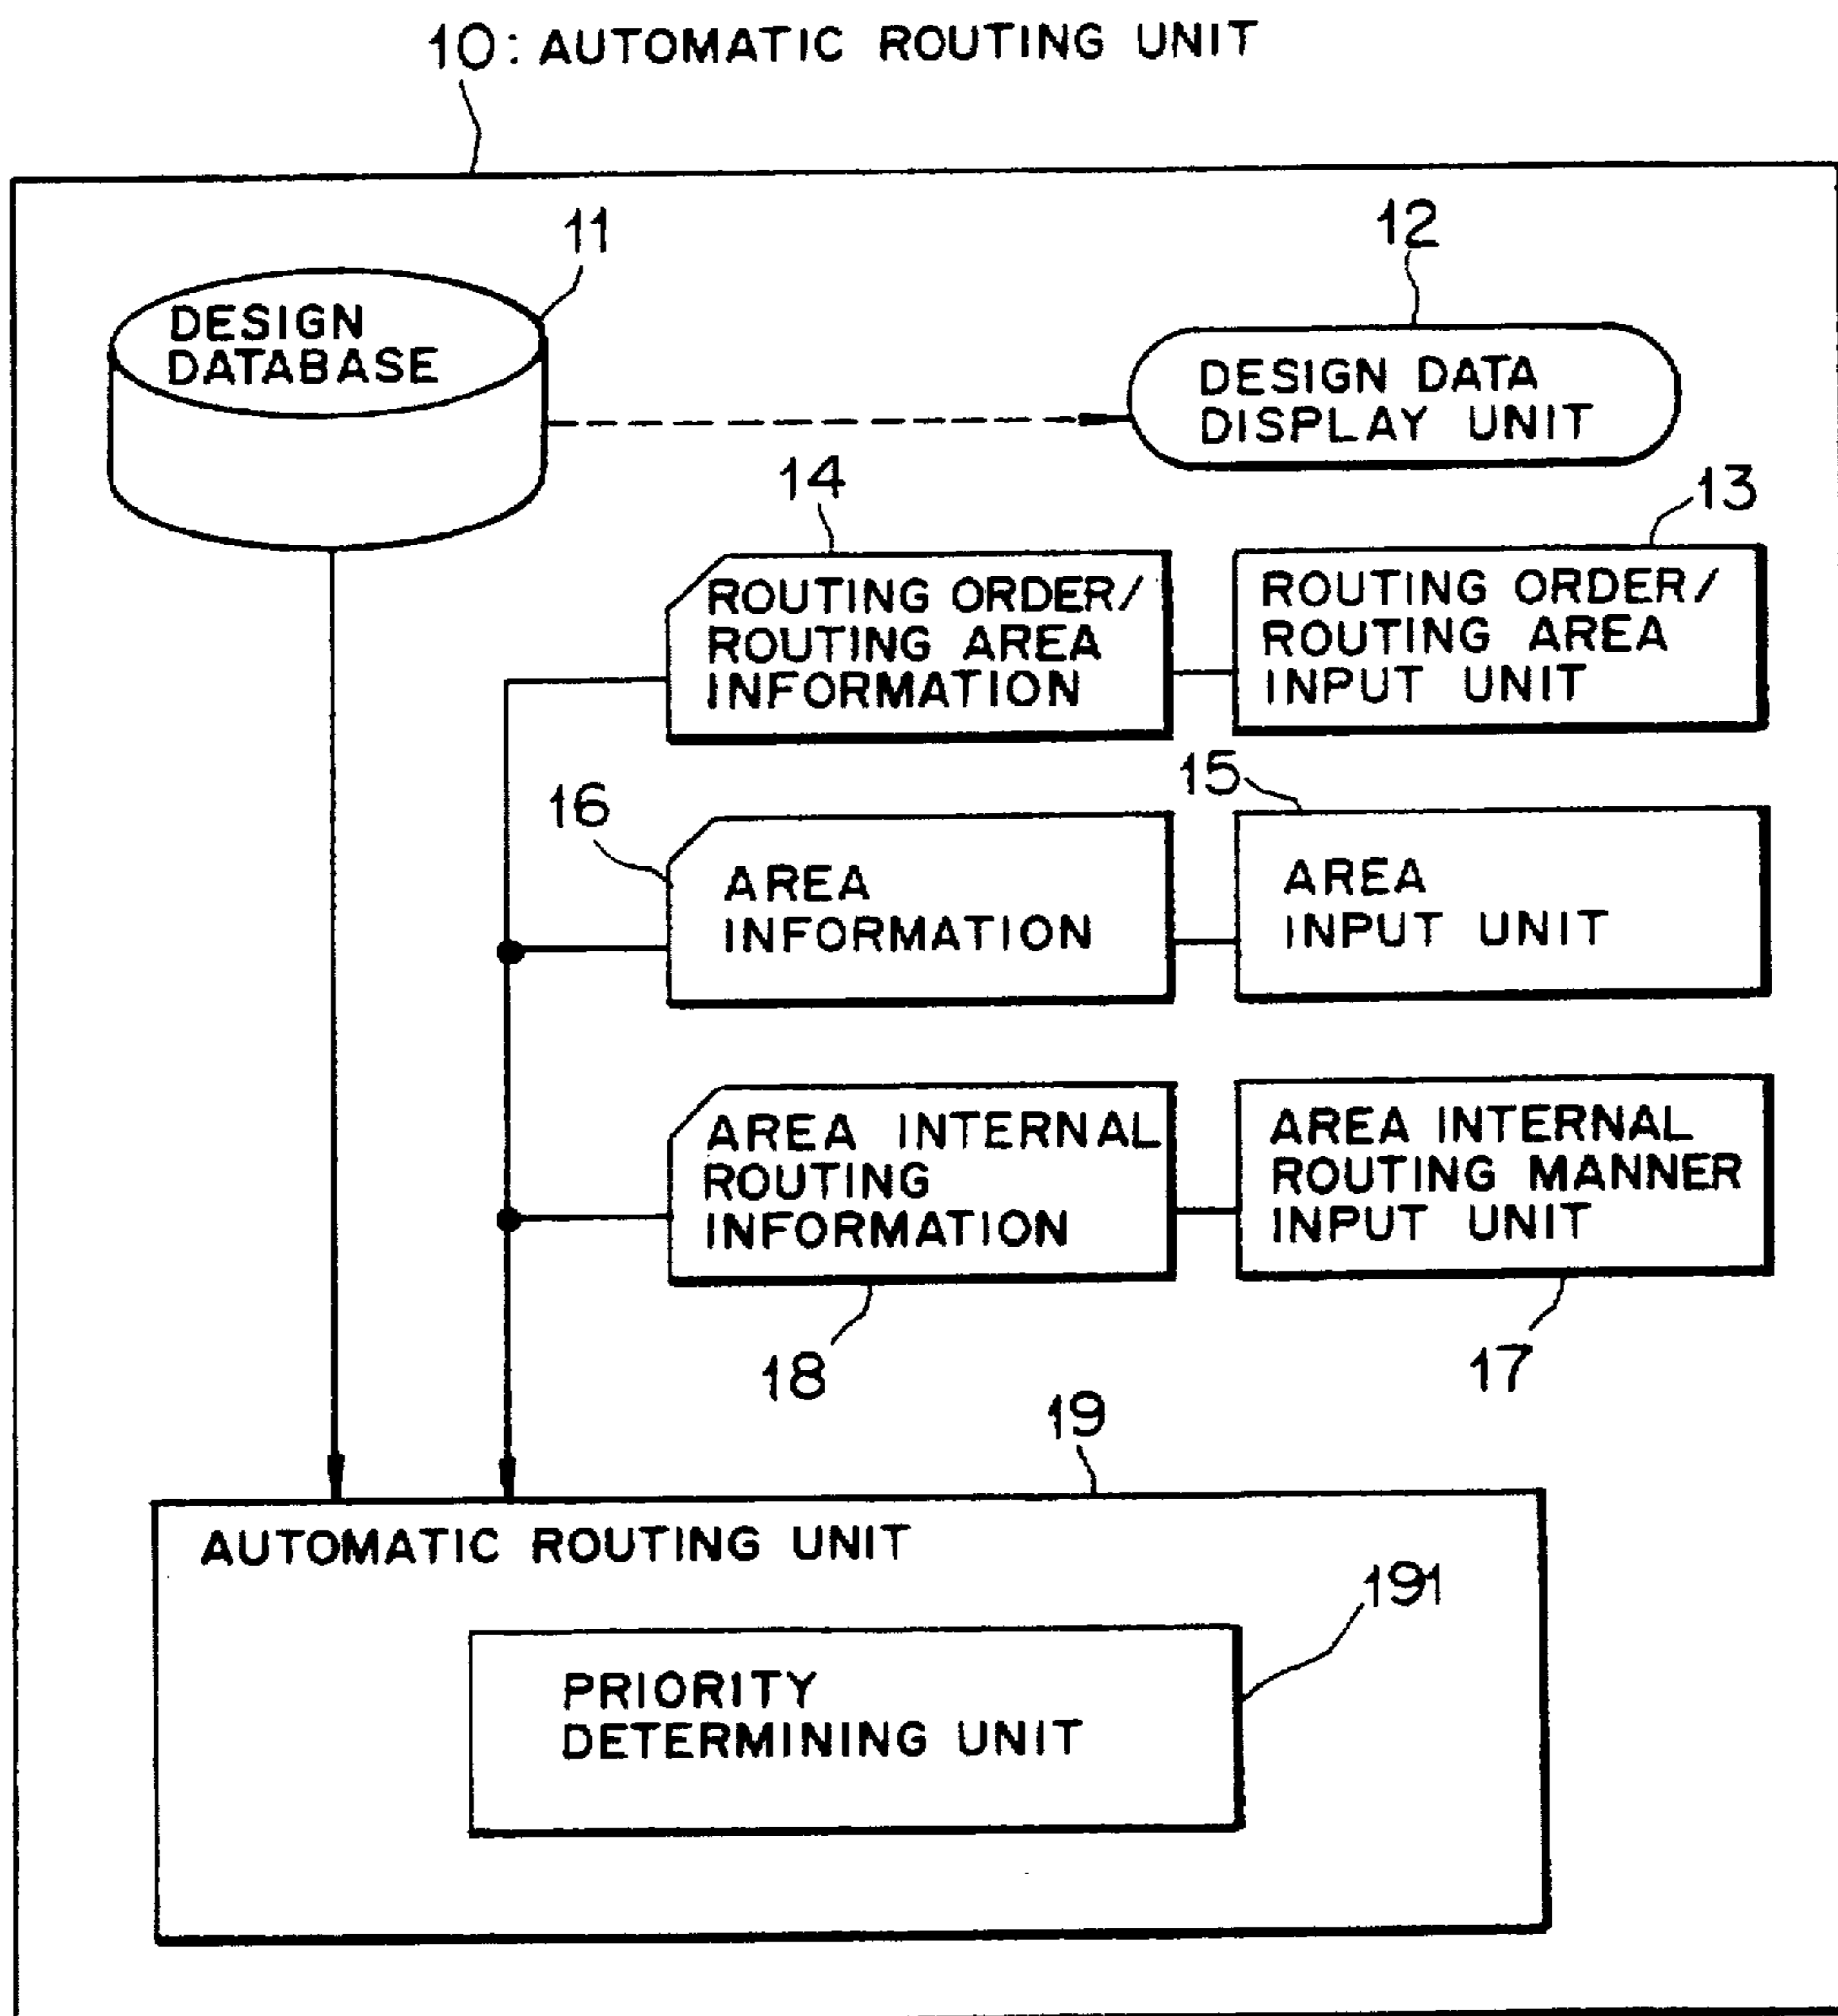 10: AUTOMATIC ROUTING UNIT
11
12
DESIGN
DATABASE
DESIGN DATA
DISPLAY UNIT
14
13
ROUTING ORDER/
ROUTING AREA
INFORMATION
ROUTING ORDER/
ROUTING AREA
INPUT UNIT
16
15
AREA
INFORMATION
AREA
INPUT UNIT
AREA INTERNAL
ROUTING
INFORMATION
AREA INTERNAL
ROUTING MANNER
INPUT UNIT
18
17
19
AUTOMATIC ROUTING UNIT
191
PRIORITY
DETERMINING UNIT